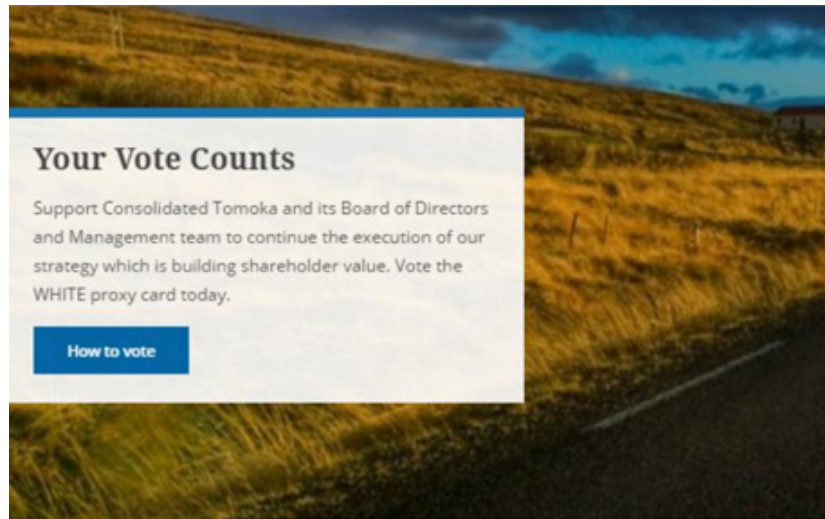 Your Vote Counts
Support Consolidated Tomoka and its Board of Directors
and Management team to continue the execution of our
strategy which is building shareholder value. Vote the
WHITE proxy card today.
How to vote